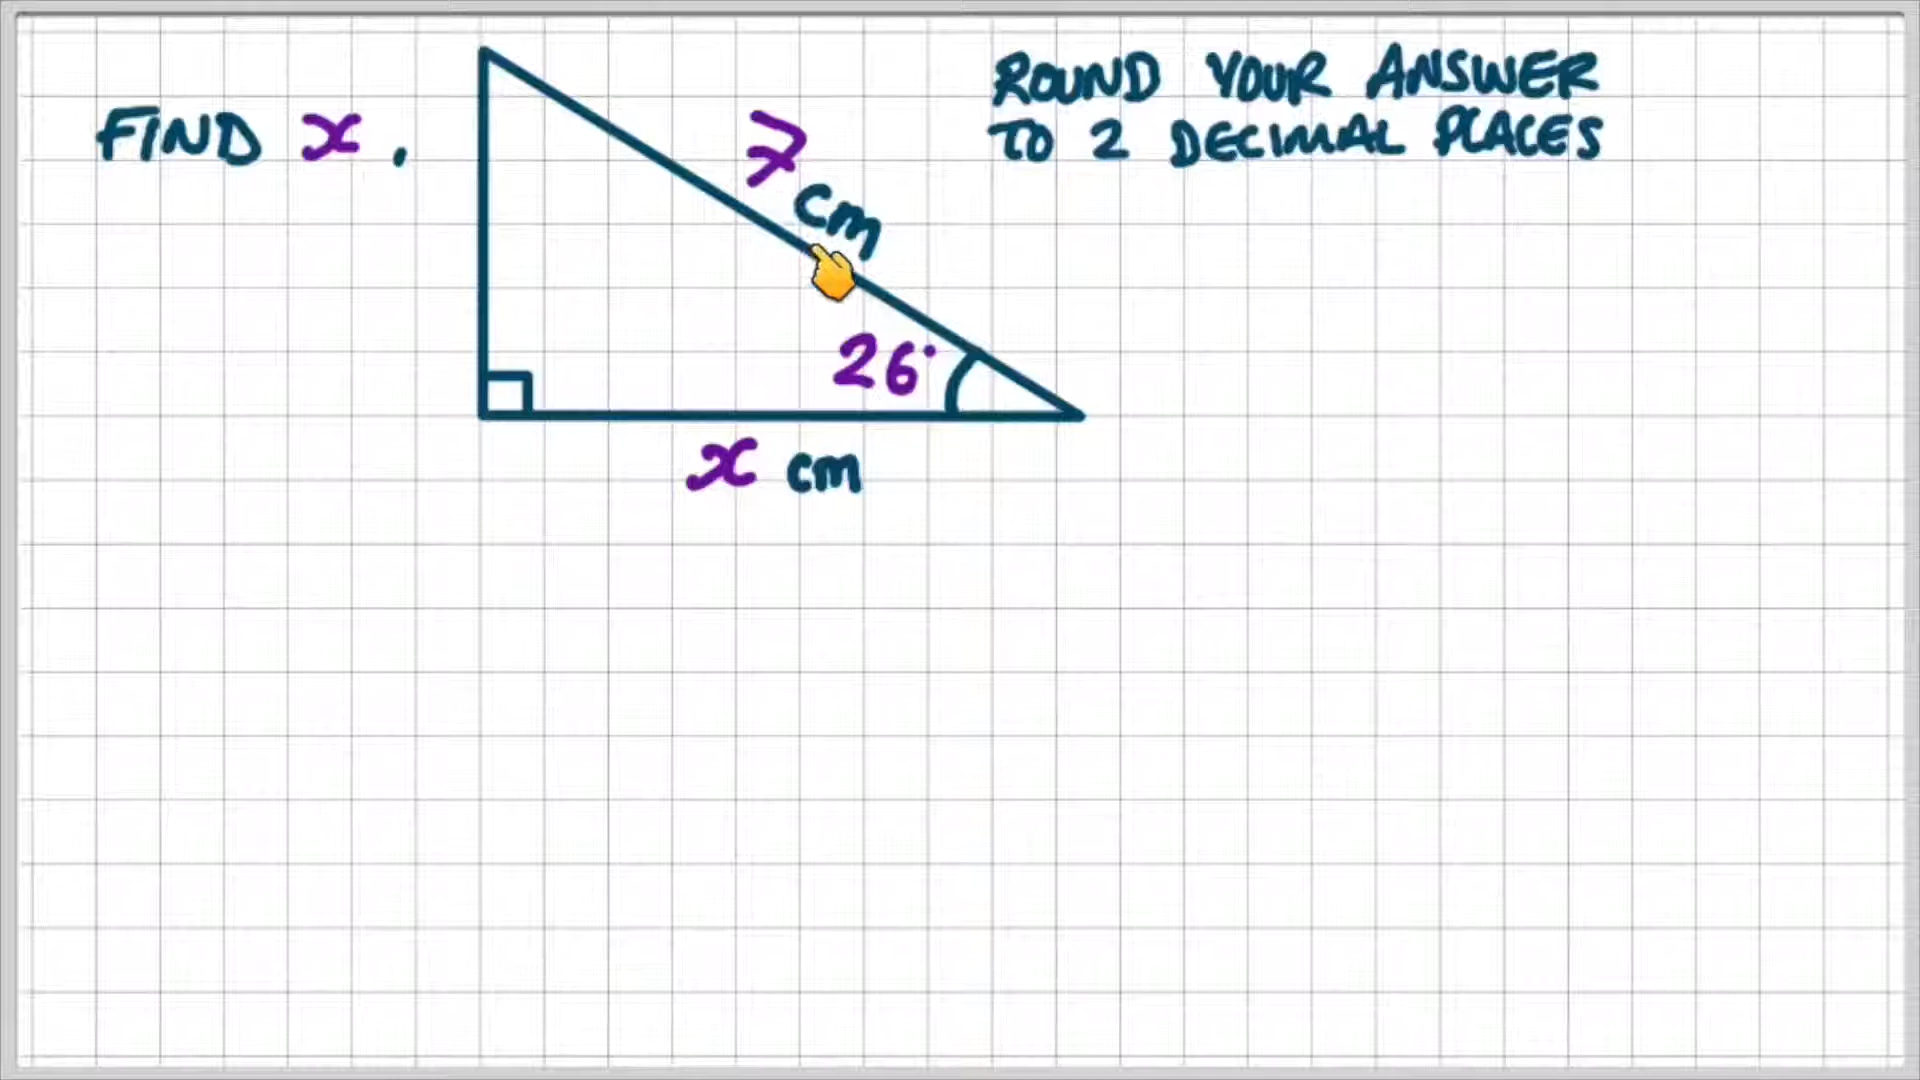 FIND x.
7
cm
ROUND YOUR ANSWER
TO 2 DECIMAL PLACES
26°
x cm